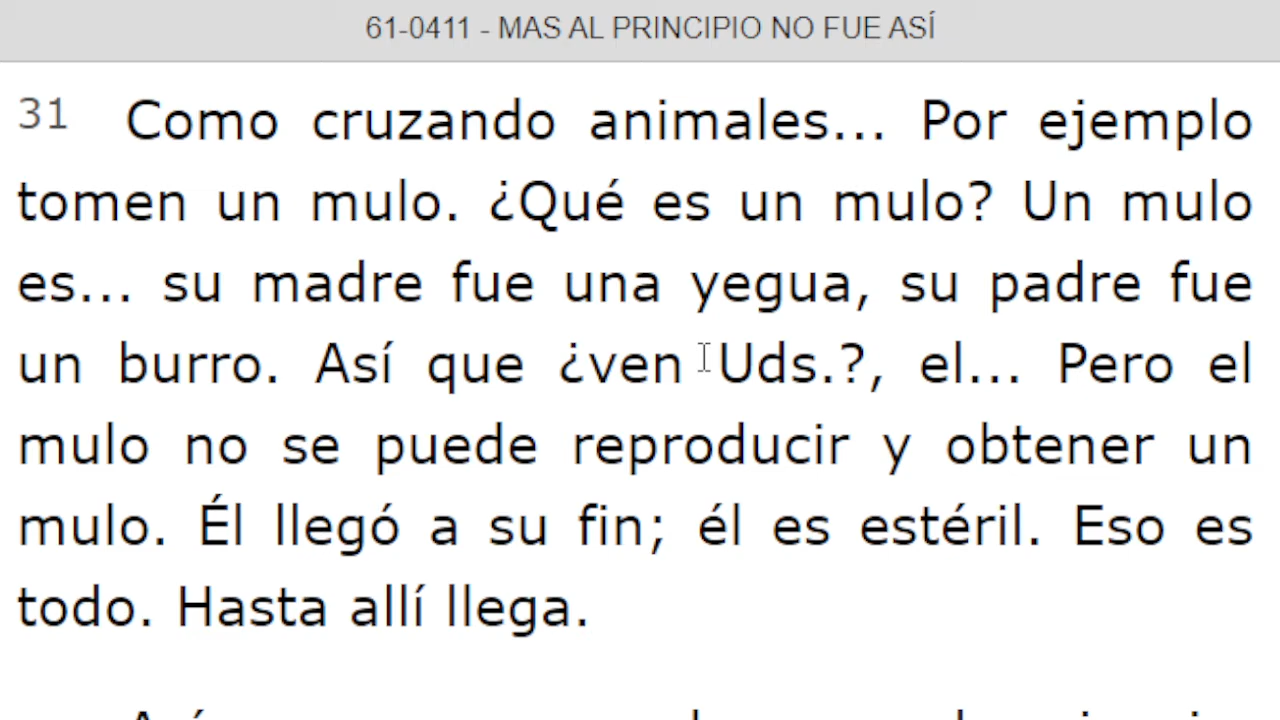 61-0411 - MAS AL PRINCIPIO NO FUE ASÍ
31 Como cruzando animales... Por ejemplo
tomen un mulo. ¿Qué es un mulo? Un mulo
es... su madre fue una yegua, su padre fue
un burro. Así que ¿ven Uds.?, el... Pero el
mulo no se puede reproducir y obtener un
mulo. Él llegó a su fin; él es estéril. Eso es
todo. Hasta allí llega.